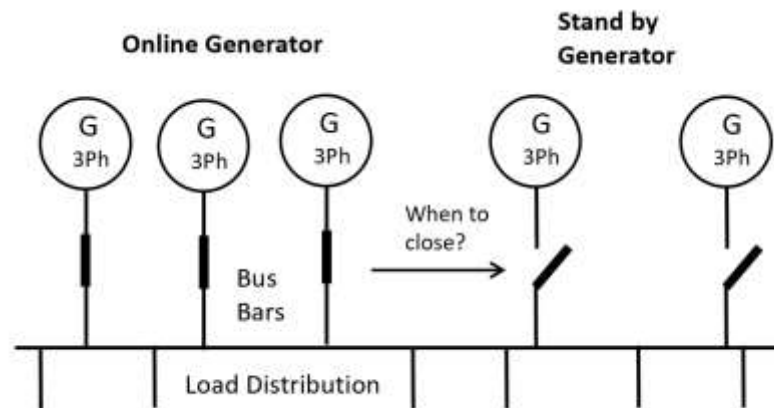 Online Generator
Stand by
Generator
G
3Ph
G
3Ph
G
3Ph
G
3Ph
G
3Ph
When to
close?
Bus
Bars
Load Distribution